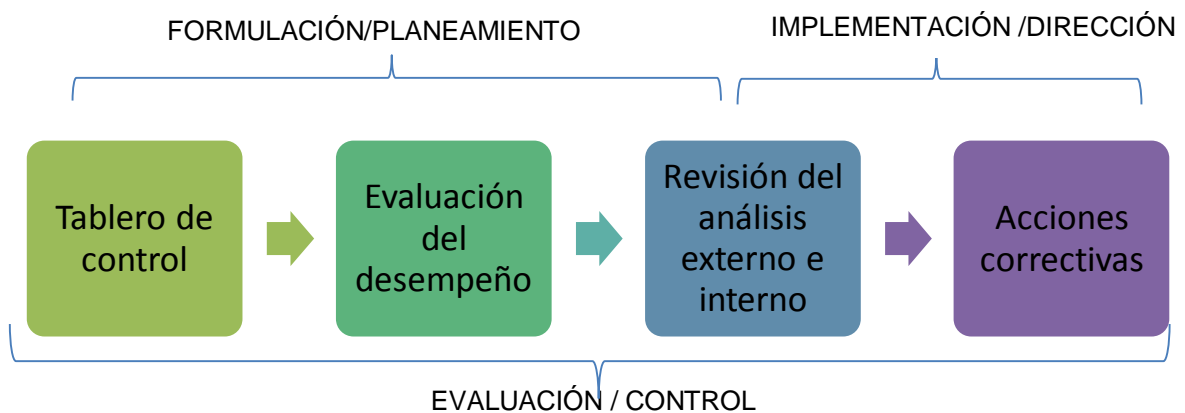 FORMULACIÓN/PLANEAMIENTO
IMPLEMENTACIÓN /DIRECCIÓN
Tablero de
control
Evaluación
del
desempeño
Revisión del
análisis
externo e
interno
Acciones
correctivas
EVALUACIÓN / CONTROL